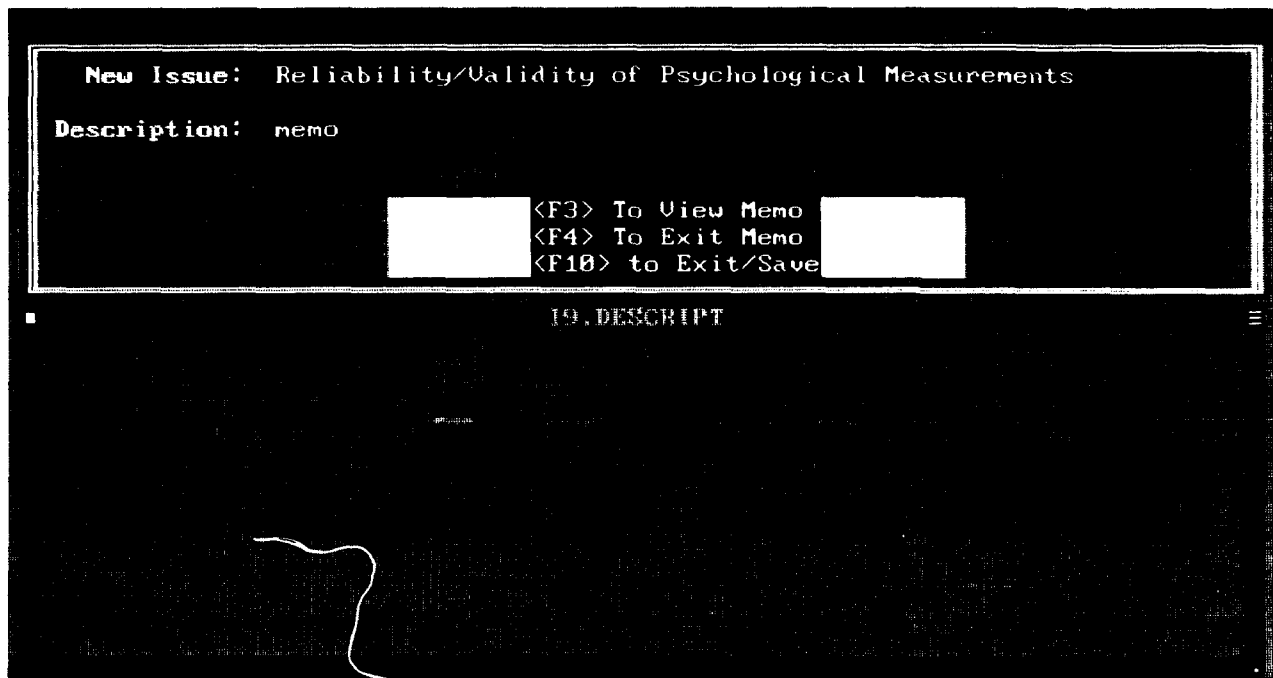 New Issue: Reliability/Validity of Psychological Measurements
Description: memo
<F3> To View Memo
<F4> To Exit Memo
<F10> to Exit/Save
19.DESCRIPT